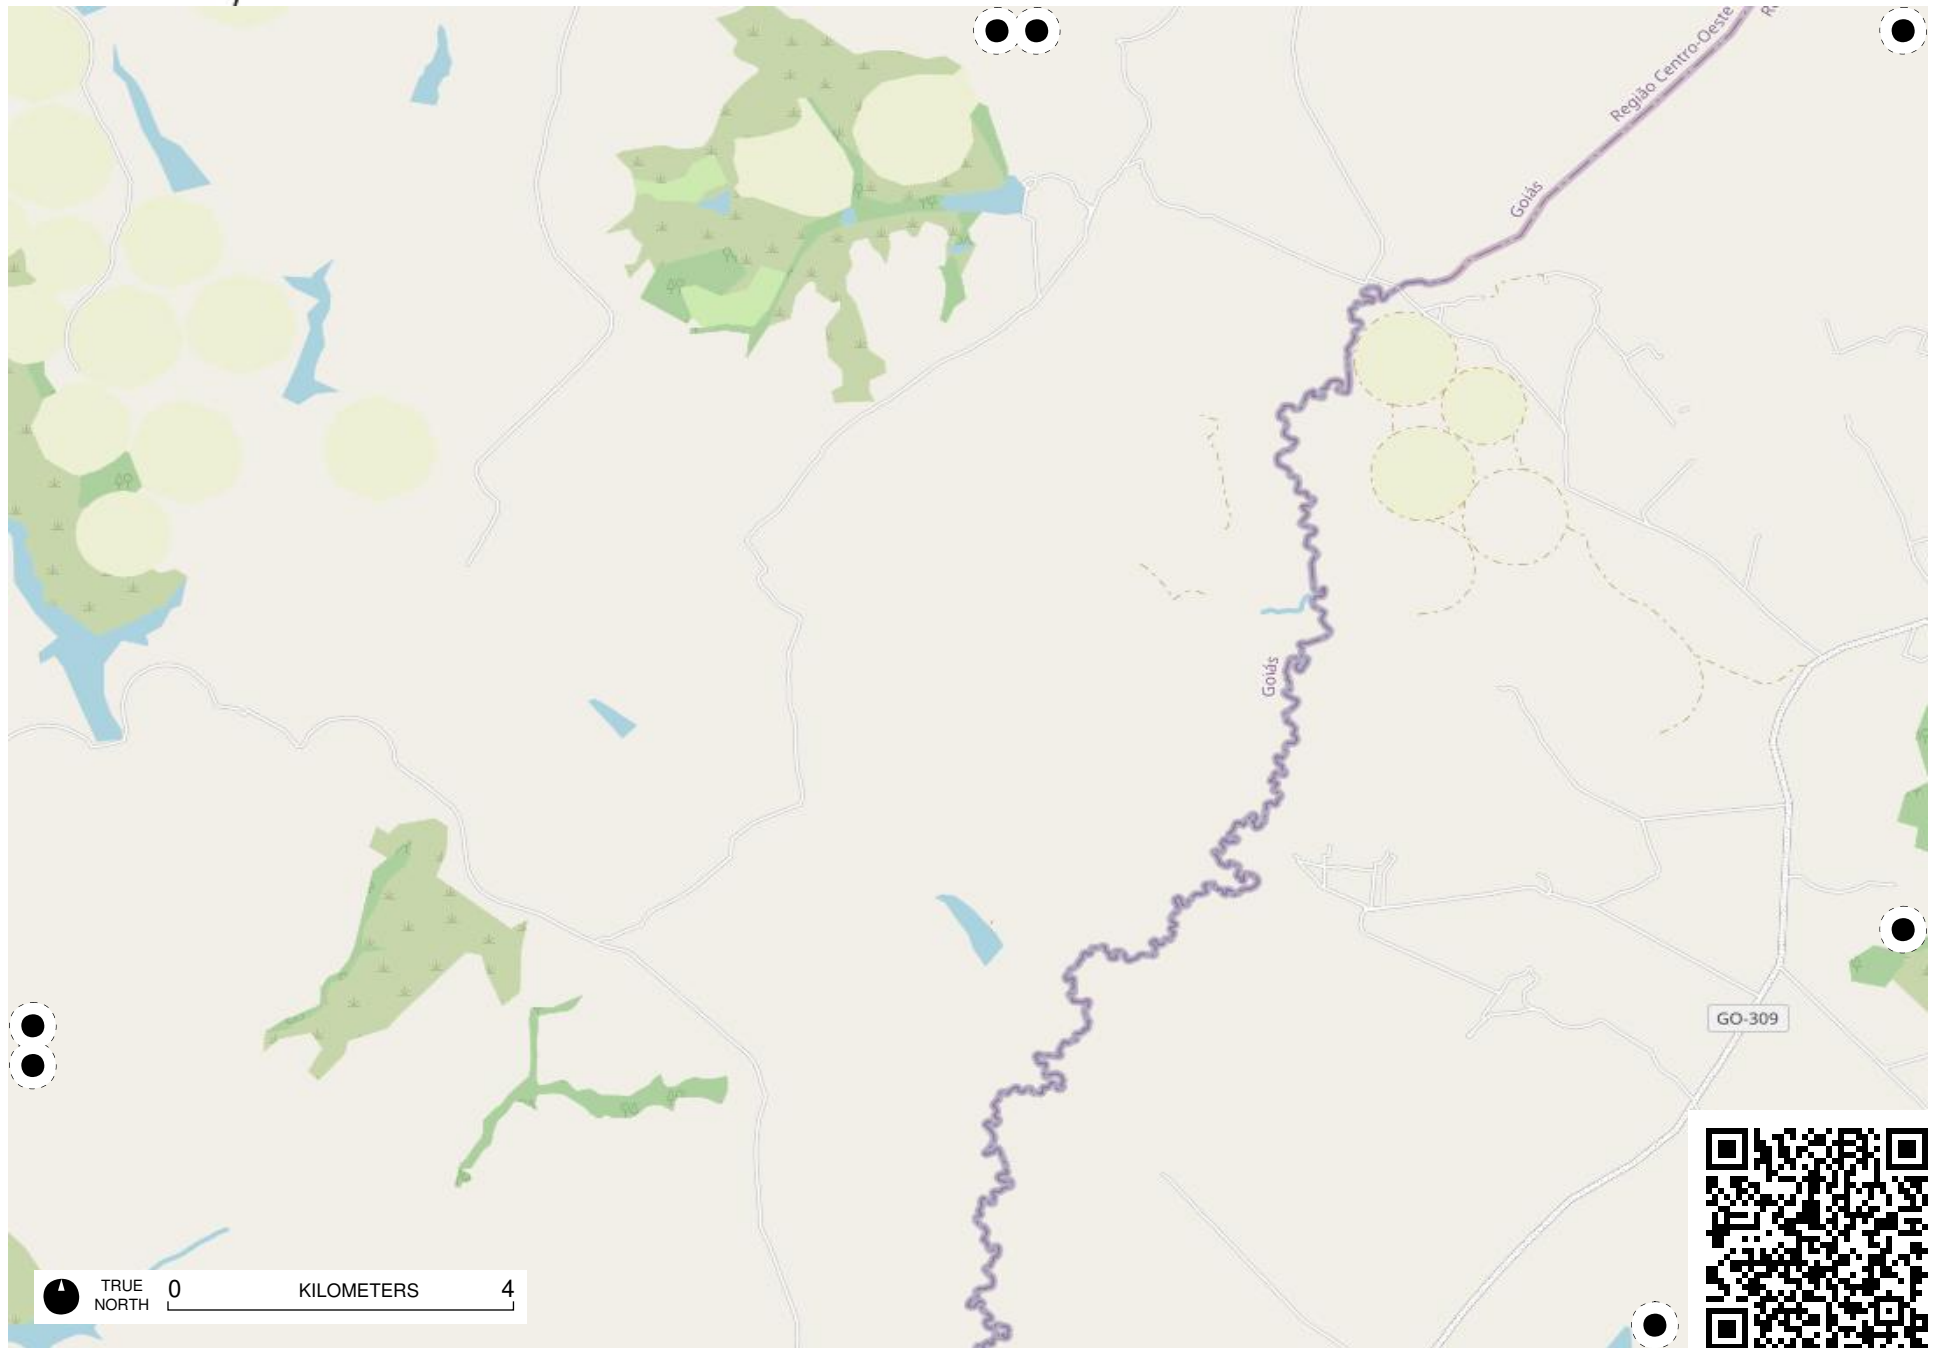 Região Centro-Oeste
Goiás
Goiás
GO-309
TRUE NORTH
0 KILOMETERS 4